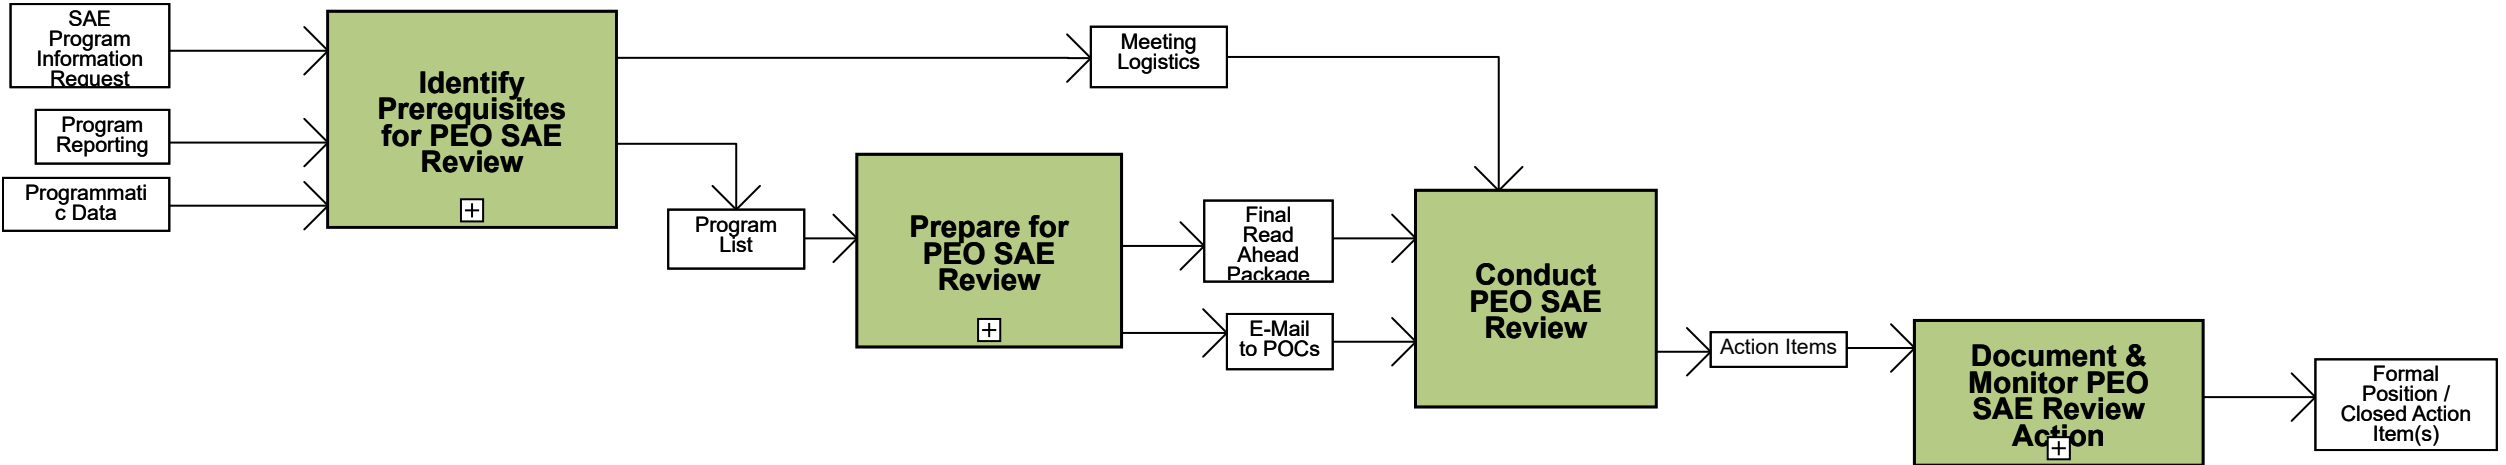 SAE
Program
Information
Request
Program
Reporting
Programmati
c Data
Identify
Prerequisites
for PEO SAE
Review
Meeting
Logistics
Program
List
Prepare for
PEO SAE
Review
Final
Read
Ahead
Package
E-Mail
to POCs
Conduct
PEO SAE
Review
Action Items
Document &
Monitor PEO
SAE Review
Action
Formal
Position /
Closed Action
Item(s)